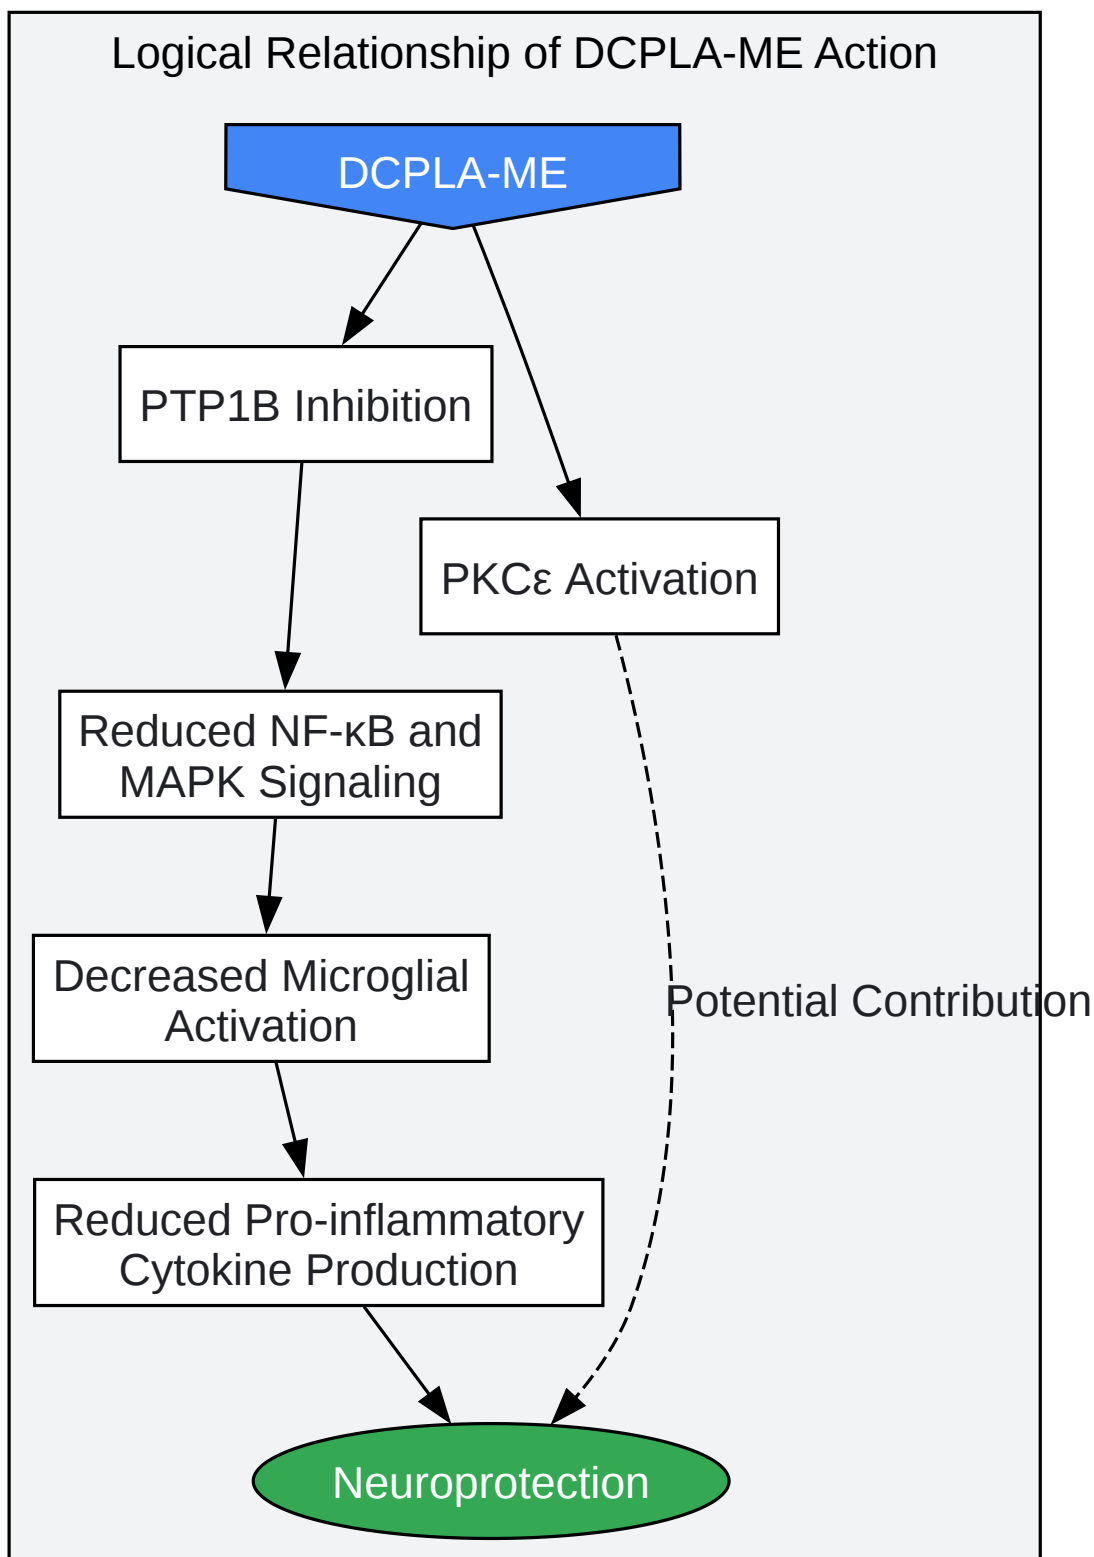 Logical Relationship of DCPLA-ME Action
DCPLA-ME
PTP1B Inhibition
PKCε Activation
Reduced NF-κB and
MAPK Signaling
Decreased Microglial
Activation
Potential Contribution
Reduced Pro-inflammatory
Cytokine Production
Neuroprotection